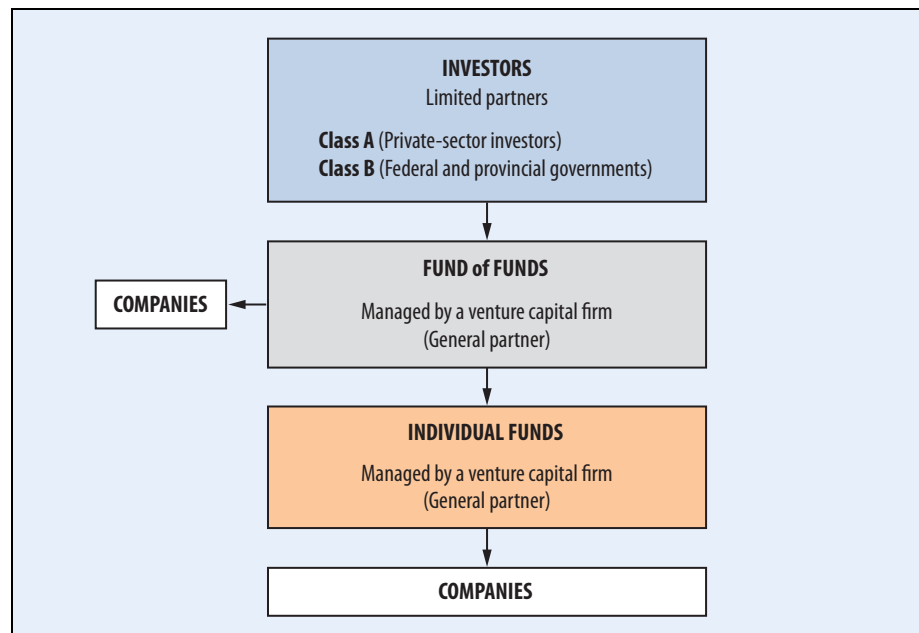 INVESTORS
Limited partners
Class A (Private-sector investors)
Class B (Federal and provincial governments)
FUND of FUNDS
Managed by a venture capital firm
(General partner)
COMPANIES
INDIVIDUAL FUNDS
Managed by a venture capital firm
(General partner)
COMPANIES